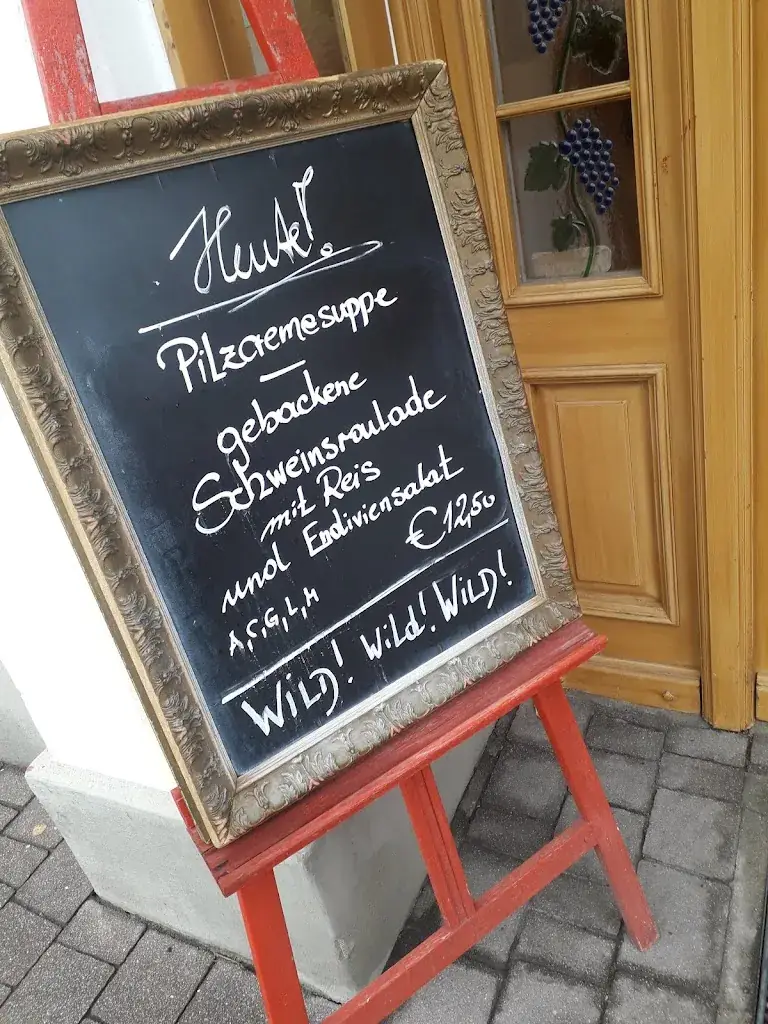 Heute!
Pilzcremesuppe
—
gebackene
Schweinsroulade
mit Reis
und Endiviensalat
€ 12,50
A, C, G, L, M
WILD! Wild! WILD!